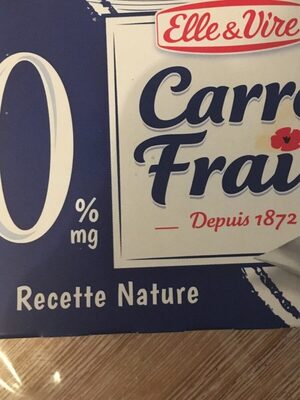 Elle&Vire
Carr
Frai
Depuis 1872
0% mg
Recette Nature